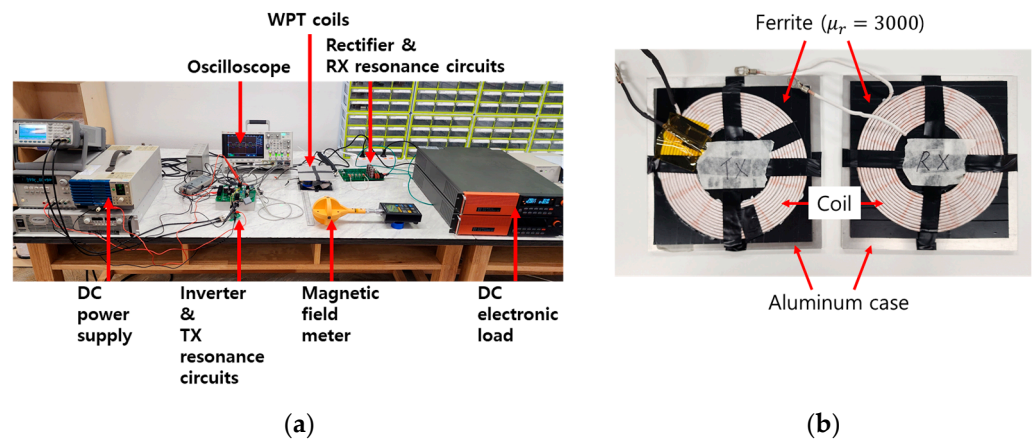 WPT coils
Rectifier &
RX resonance circuits
Oscilloscope
DC
power
supply
Inverter
&
TX
resonance
circuits
Magnetic
field
meter
DC
electronic
load
(a)
Ferrite (μᵣ = 3000)
TX
RX
Coil
Aluminum case
(b)